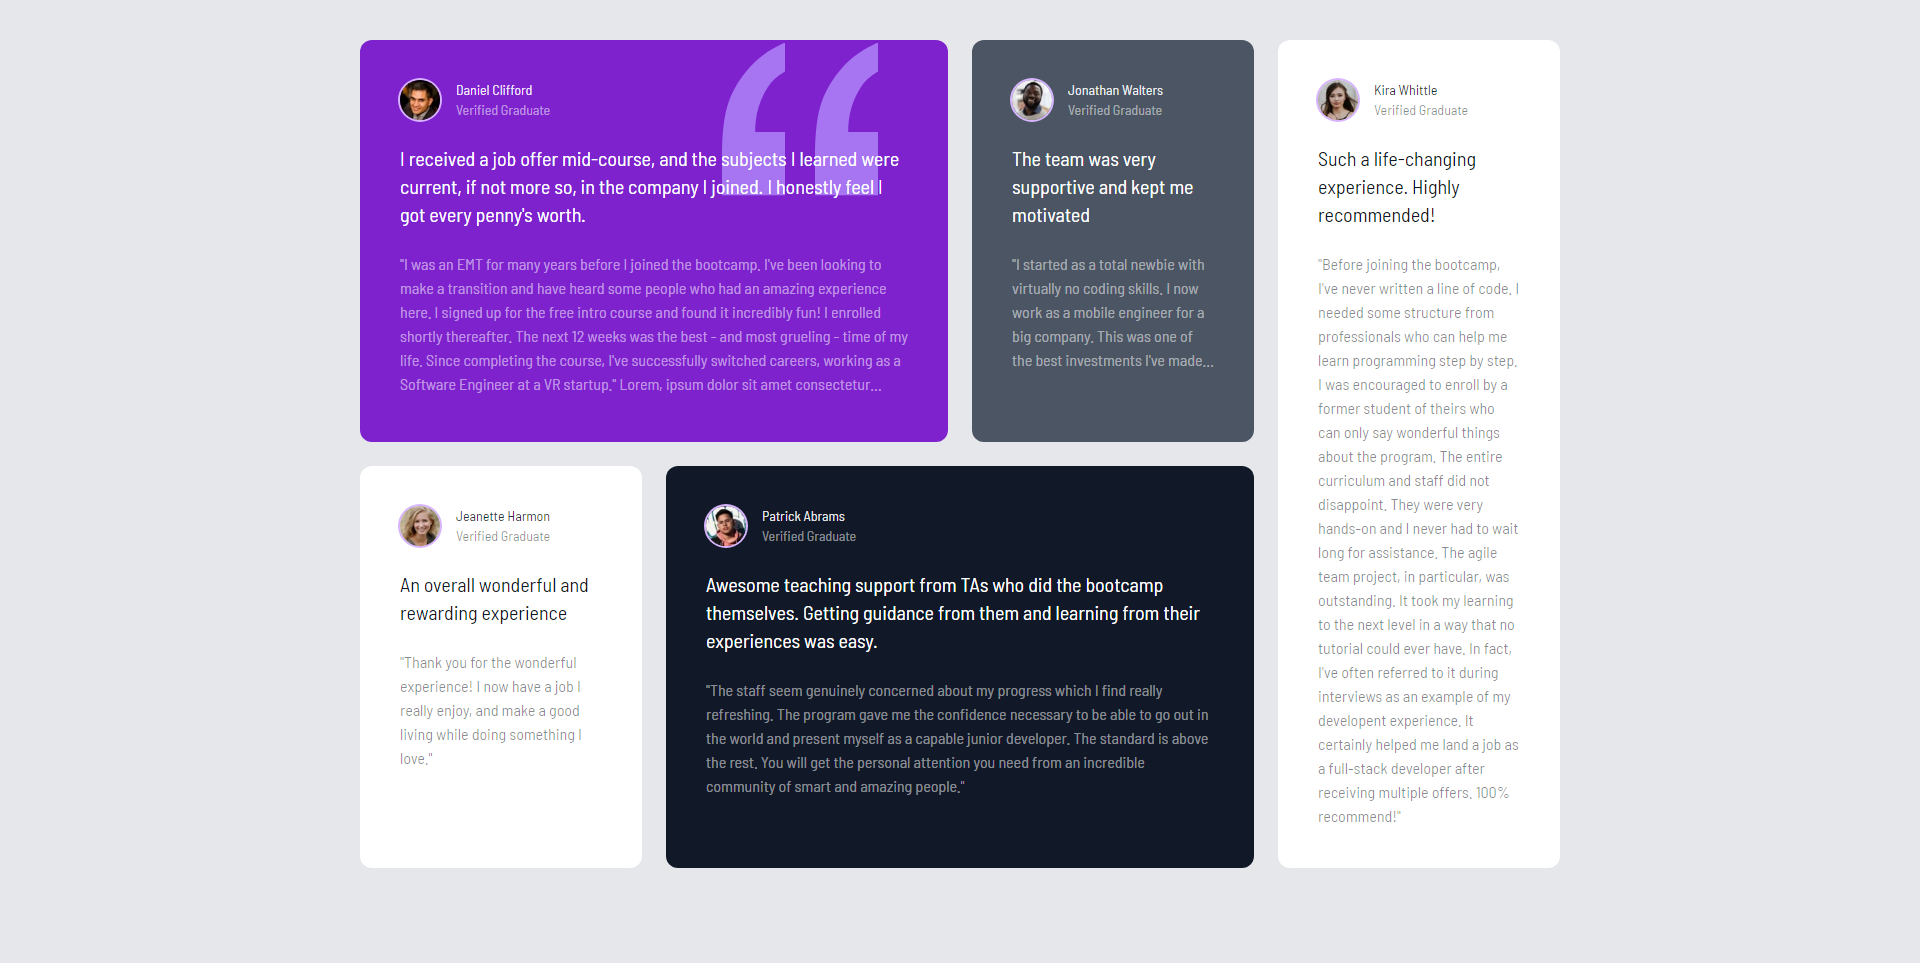 Daniel Clifford
Verified Graduate
I received a job offer mid-course, and the subjects I learned were
current, if not more so, in the company I joined. I honestly feel I
got every penny's worth.
"I was an EMT for many years before I joined the bootcamp. I've been looking to
make a transition and have heard some people who had an amazing experience
here. I signed up for the free intro course and found it incredibly fun! I enrolled
shortly thereafter. The next 12 weeks was the best - and most grueling - time of my
life. Since completing the course, I've successfully switched careers, working as a
Software Engineer at a VR startup." Lorem, ipsum dolor sit amet consectetur...
Jonathan Walters
Verified Graduate
The team was very
supportive and kept me
motivated
"I started as a total newbie with
virtually no coding skills. I now
work as a mobile engineer for a
big company. This was one of
the best investments I've made...
Kira Whittle
Verified Graduate
Such a life-changing
experience. Highly
recommended!
"Before joining the bootcamp,
I've never written a line of code. I
needed some structure from
professionals who can help me
learn programming step by step.
I was encouraged to enroll by a
former student of theirs who
can only say wonderful things
about the program. The entire
curriculum and staff did not
disappoint. They were very
hands-on and I never had to wait
long for assistance. The agile
team project, in particular, was
outstanding. It took my learning
to the next level in a way that no
tutorial could ever have. In fact,
I've often referred to it during
interviews as an example of my
developent experience. It
certainly helped me land a job as
a full-stack developer after
receiving multiple offers. 100%
recommend!"
Jeanette Harmon
Verified Graduate
An overall wonderful and
rewarding experience
"Thank you for the wonderful
experience! I now have a job I
really enjoy, and make a good
living while doing something I
love."
Patrick Abrams
Verified Graduate
Awesome teaching support from TAs who did the bootcamp
themselves. Getting guidance from them and learning from their
experiences was easy.
"The staff seem genuinely concerned about my progress which I find really
refreshing. The program gave me the confidence necessary to be able to go out in
the world and present myself as a capable junior developer. The standard is above
the rest. You will get the personal attention you need from an incredible
community of smart and amazing people."